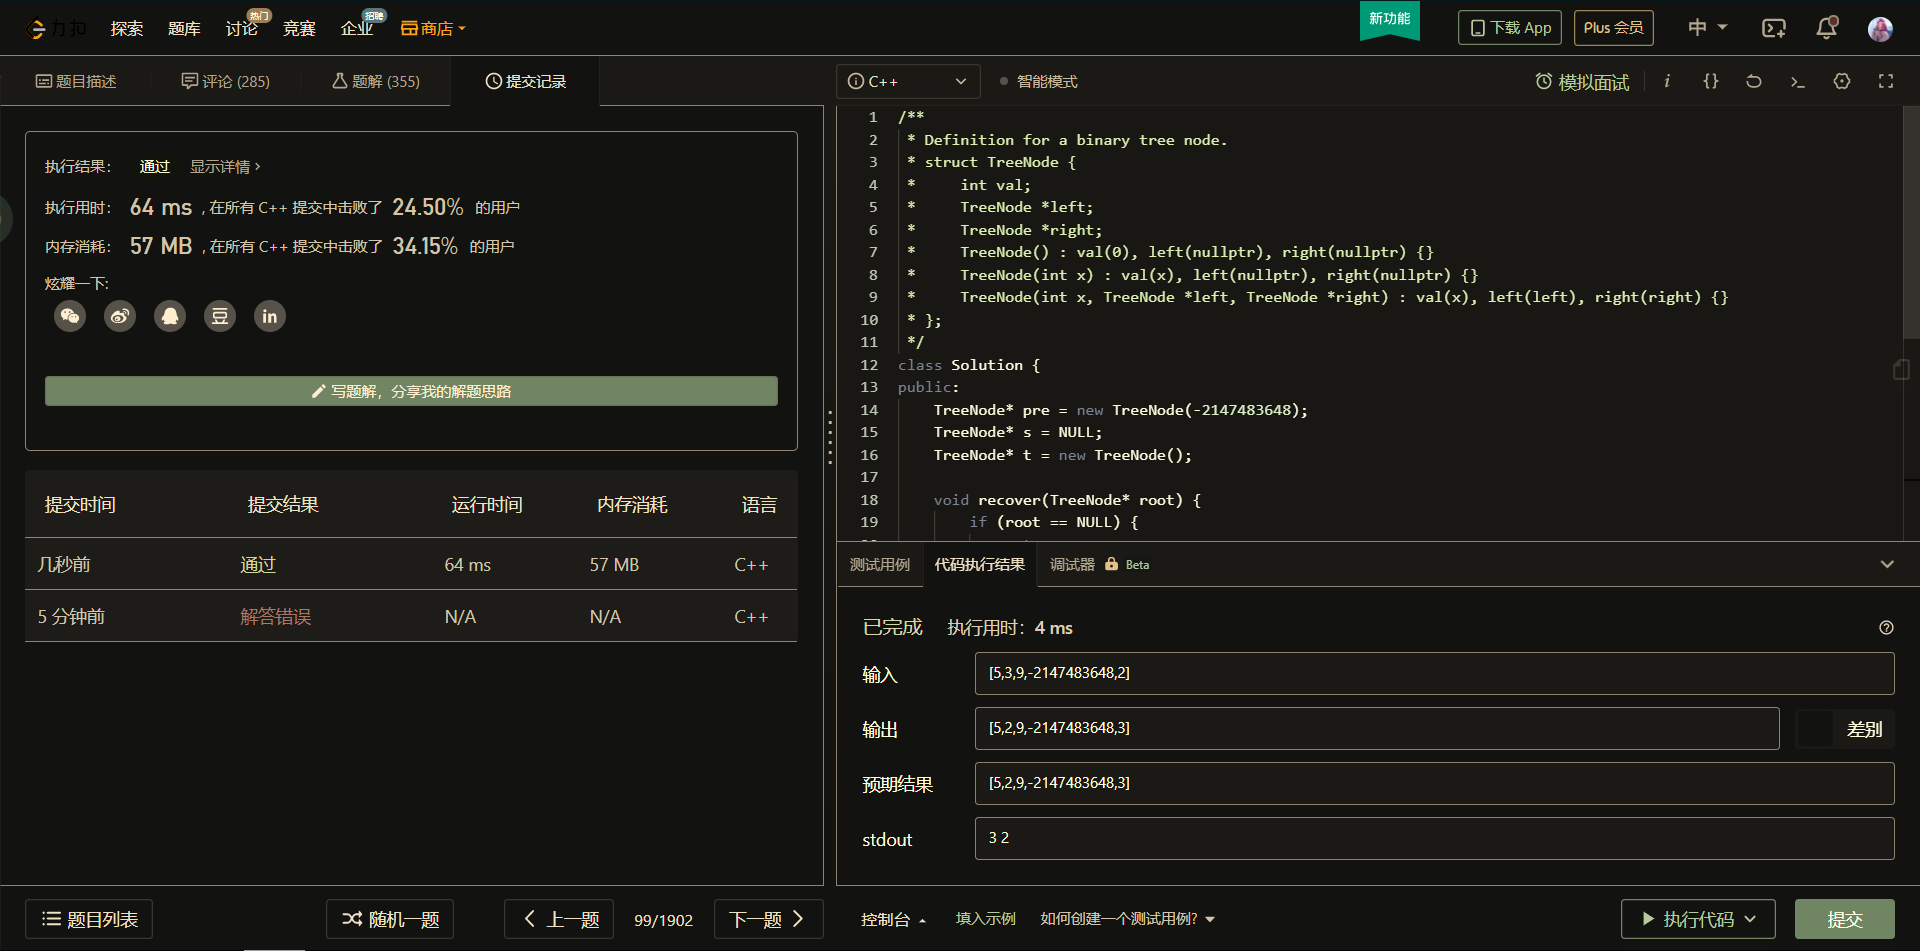 力扣 探索 题库 讨论 热门 竞赛 企业 招聘 商店 新功能 下载 App Plus 会员 中
题目描述 评论 (285) 题解 (355) 提交记录
执行结果： 通过 显示详情 ›
执行用时： 64 ms , 在所有 C++ 提交中击败了 24.50% 的用户
内存消耗： 57 MB , 在所有 C++ 提交中击败了 34.15% 的用户
炫耀一下:
豆 in
写题解，分享我的解题思路
提交时间 提交结果 运行时间 内存消耗 语言
几秒前 通过 64 ms 57 MB C++
5 分钟前 解答错误 N/A N/A C++
题目列表 随机一题 上一题 99/1902 下一题
C++ 智能模式 模拟面试 i {}
1 /**
2 * Definition for a binary tree node.
3 * struct TreeNode {
4 *     int val;
5 *     TreeNode *left;
6 *     TreeNode *right;
7 *     TreeNode() : val(0), left(nullptr), right(nullptr) {}
8 *     TreeNode(int x) : val(x), left(nullptr), right(nullptr) {}
9 *     TreeNode(int x, TreeNode *left, TreeNode *right) : val(x), left(left), right(right) {}
10 * };
11 */
12 class Solution {
13 public:
14     TreeNode* pre = new TreeNode(-2147483648);
15     TreeNode* s = NULL;
16     TreeNode* t = new TreeNode();
17
18     void recover(TreeNode* root) {
19         if (root == NULL) {
测试用例 代码执行结果 调试器 Beta
已完成 执行用时：4 ms
输入 [5,3,9,-2147483648,2]
输出 [5,2,9,-2147483648,3] 差别
预期结果 [5,2,9,-2147483648,3]
stdout 3 2
控制台 填入示例 如何创建一个测试用例? 执行代码 提交